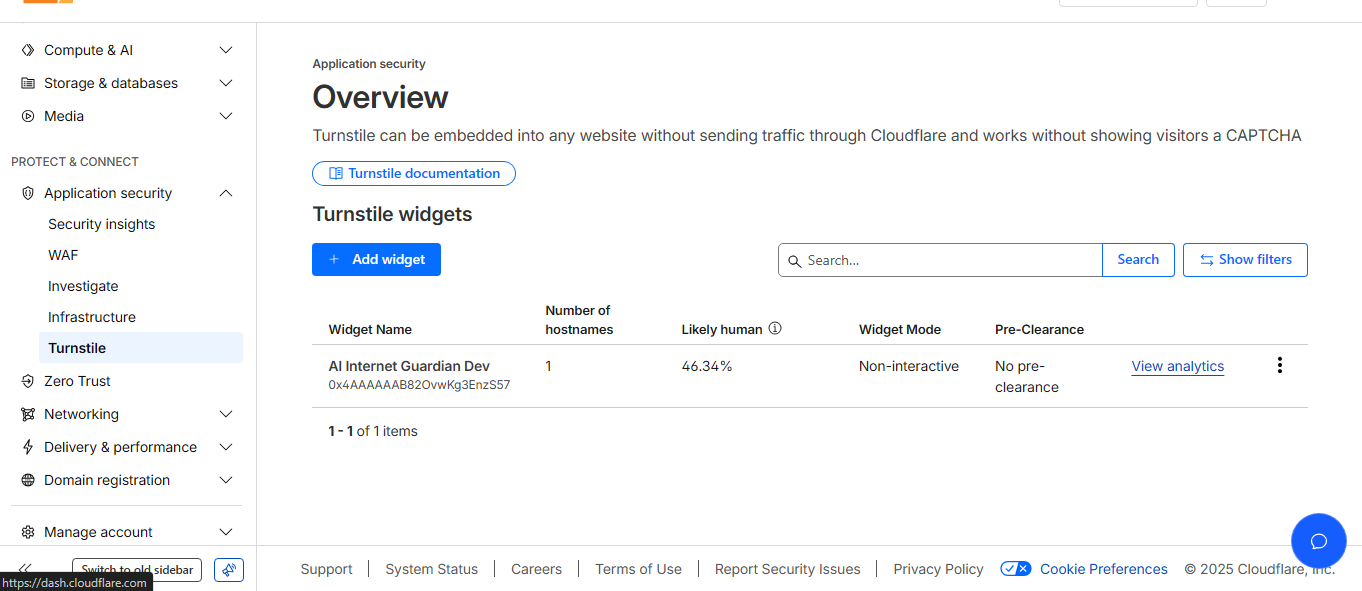 Compute & AI
Storage & databases
Media
PROTECT & CONNECT
Application security
Security insights
WAF
Investigate
Infrastructure
Turnstile
Zero Trust
Networking
Delivery & performance
Domain registration
Manage account
Switch to old sidebar
https://dash.cloudflare.com
Application security
Overview
Turnstile can be embedded into any website without sending traffic through Cloudflare and works without showing visitors a CAPTCHA
Turnstile documentation
Turnstile widgets
+ Add widget
Search...
Search
Show filters
Widget Name
Number of
hostnames
Likely human
Widget Mode
Pre-Clearance
AI Internet Guardian Dev
0x4AAAAAAB82OvwKg3EnzS57
1
46.34%
Non-interactive
No pre-
clearance
View analytics
1 - 1 of 1 items
Support
System Status
Careers
Terms of Use
Report Security Issues
Privacy Policy
Cookie Preferences
© 2025 Cloudflare, Inc.